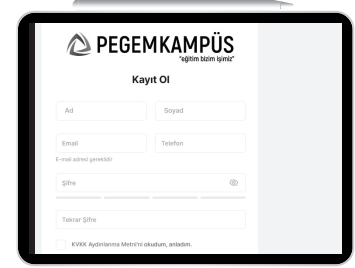 PEGEMKAMPÜS
"eğitim bizim işimiz"
Kayıt Ol
Ad
Soyad
Email
Telefon
E-mail adresi gereklidir
Şifre
Tekrar Şifre
KVKK Aydınlanma Metni'ni okudum, anladım.